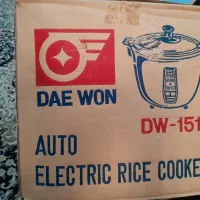 DAE WON
DW-151
AUTO
ELECTRIC RICE COOKE